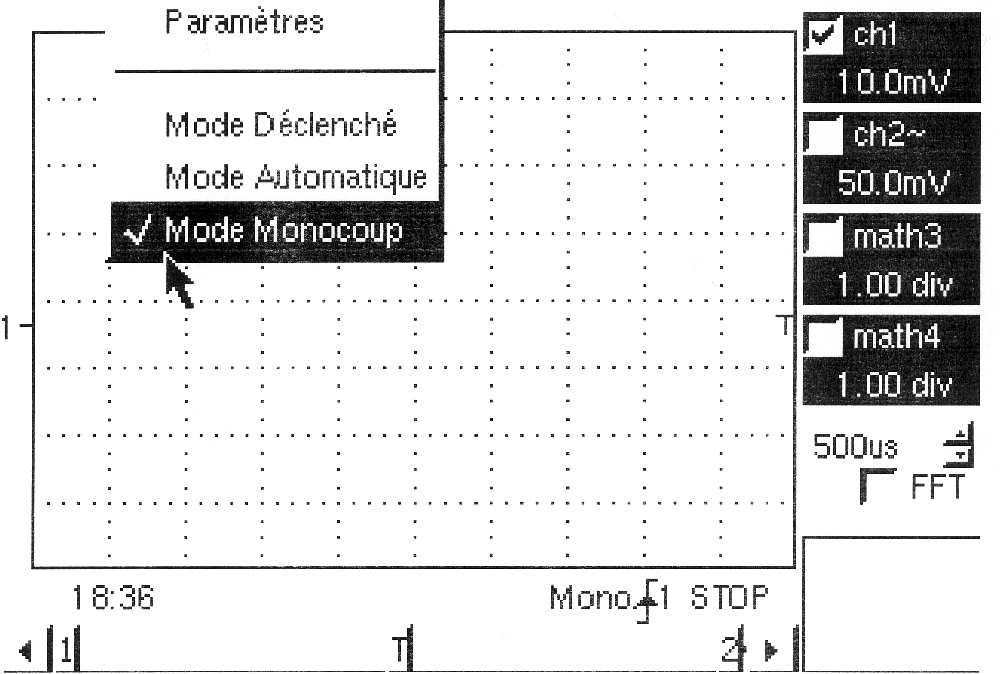 Paramètres
Mode Déclenché
Mode Automatique
Mode Monocoup
ch1
10.0mV
ch2~
50.0mV
math3
1.00 div
math4
1.00 div
500us
FFT
1
T
18:36
Mono. 1 STOP
1
T
2